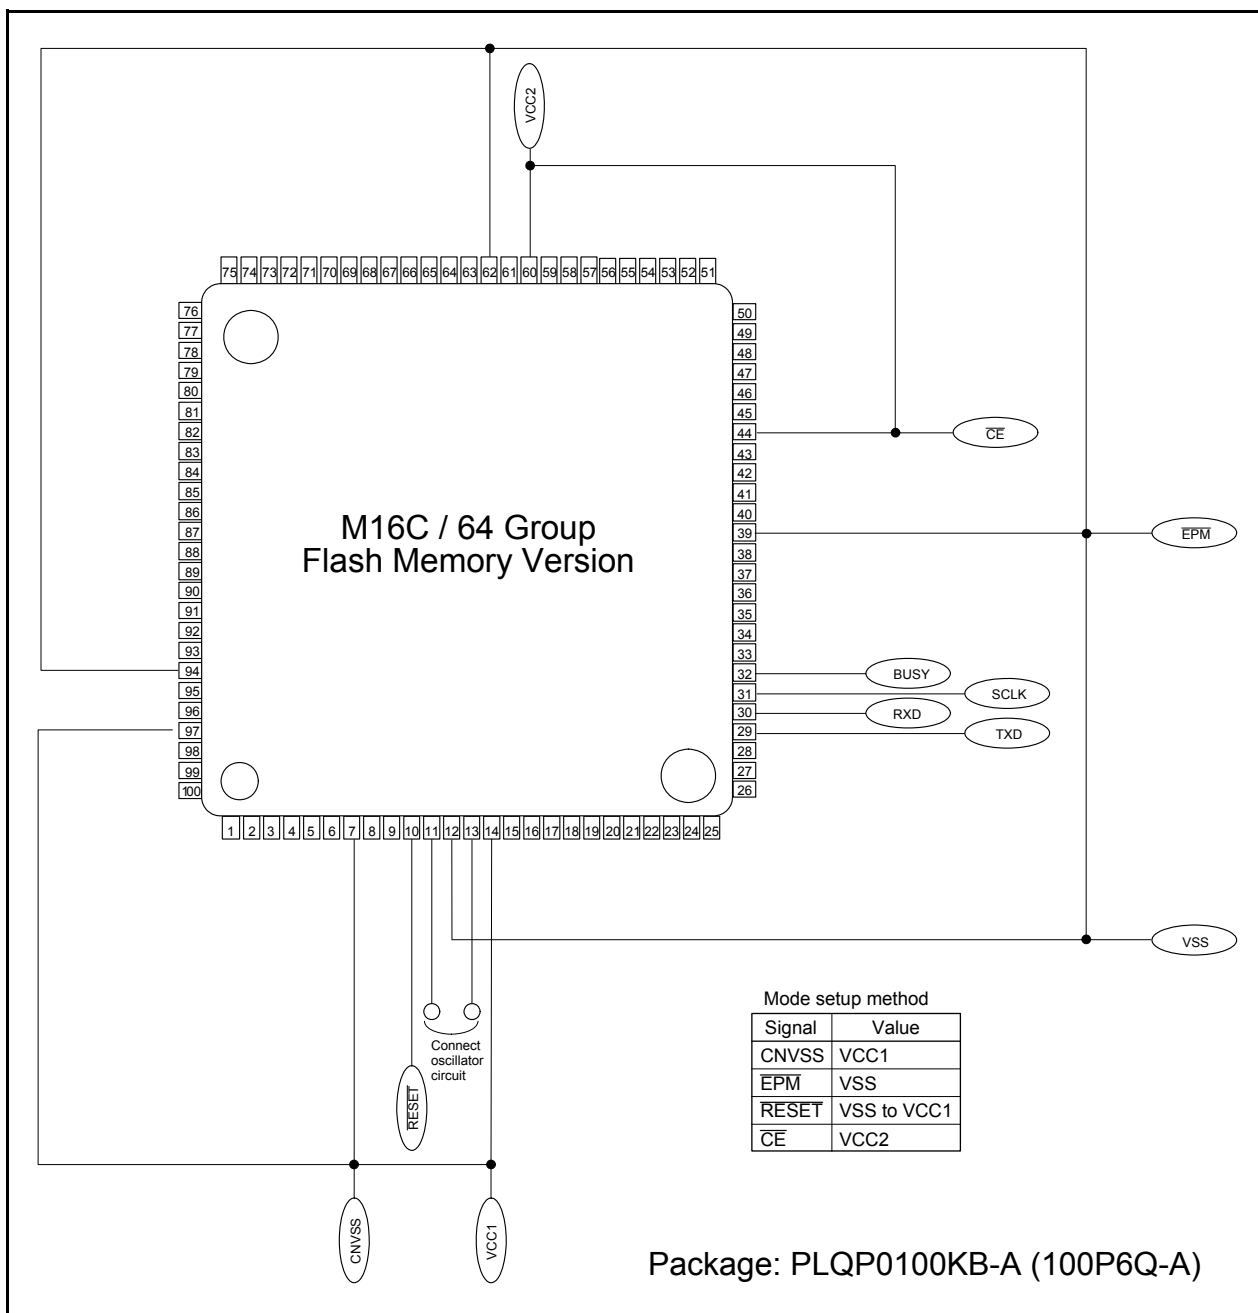 VCC2
75 74 73 72 71 70 69 68 67 66 65 64 63 62 61 60 59 58 57 56 55 54 53 52 51
76
77
78
79
80
81
82
83
84
85
86
87
88
89
90
91
92
93
94
95
96
97
98
99
100
M16C / 64 Group
Flash Memory Version
50
49
48
47
46
45
44
43
42
41
40
39
38
37
36
35
34
33
32
31
30
29
28
27
26
CE
EPM
BUSY
SCLK
RXD
TXD
1 2 3 4 5 6 7 8 9 10 11 12 13 14 15 16 17 18 19 20 21 22 23 24 25
VSS
Connect
oscillator
circuit
RESET
CNVSS
VCC1
Mode setup method
Signal Value
CNVSS VCC1
EPM VSS
RESET VSS to VCC1
CE VCC2
Package: PLQP0100KB-A (100P6Q-A)